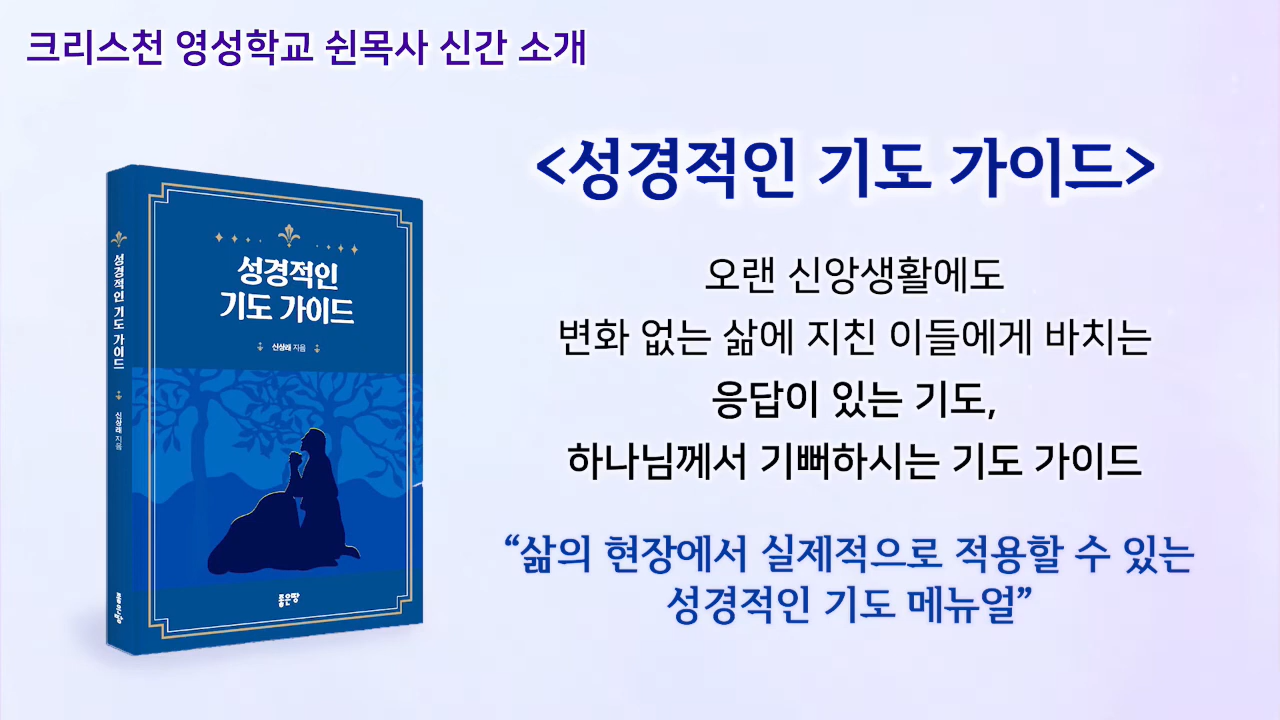 크리스천 영성학교 쉰목사 신간 소개
<성경적인 기도 가이드>
오랜 신앙생활에도
변화 없는 삶에 지친 이들에게 바치는
응답이 있는 기도,
하나님께서 기뻐하시는 기도 가이드
“삶의 현장에서 실제적으로 적용할 수 있는
성경적인 기도 메뉴얼”
성경적인
기도 가이드
신상래 지음
좋은땅
성경적인 기도 가이드
신상래 지음
좋은땅